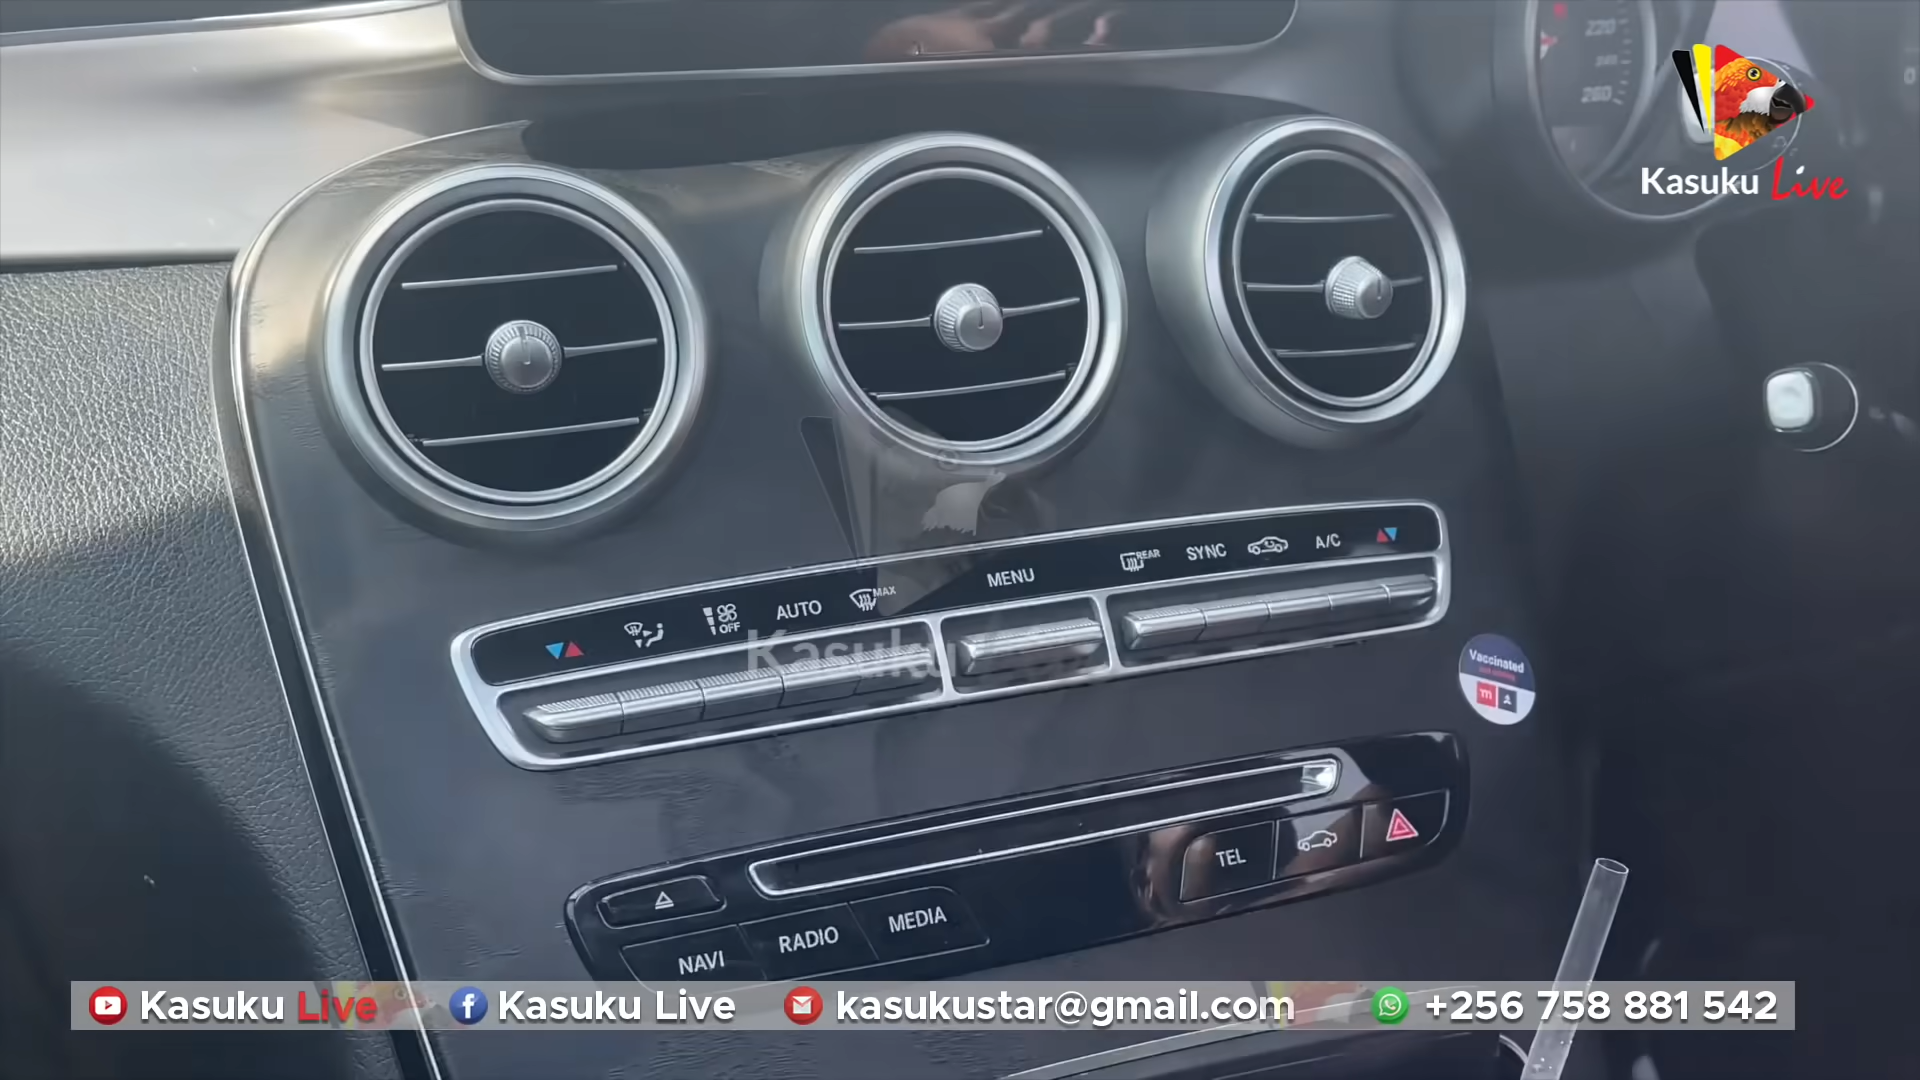 220
260
Kasuku Live
OFF
AUTO
MAX
MENU
REAR
SYNC
A/C
Kasuku
Vaccinated
m
TEL
NAVI
RADIO
MEDIA
Kasuku Live
Kasuku Live
kasukustar@gmail.com
+256 758 881 542